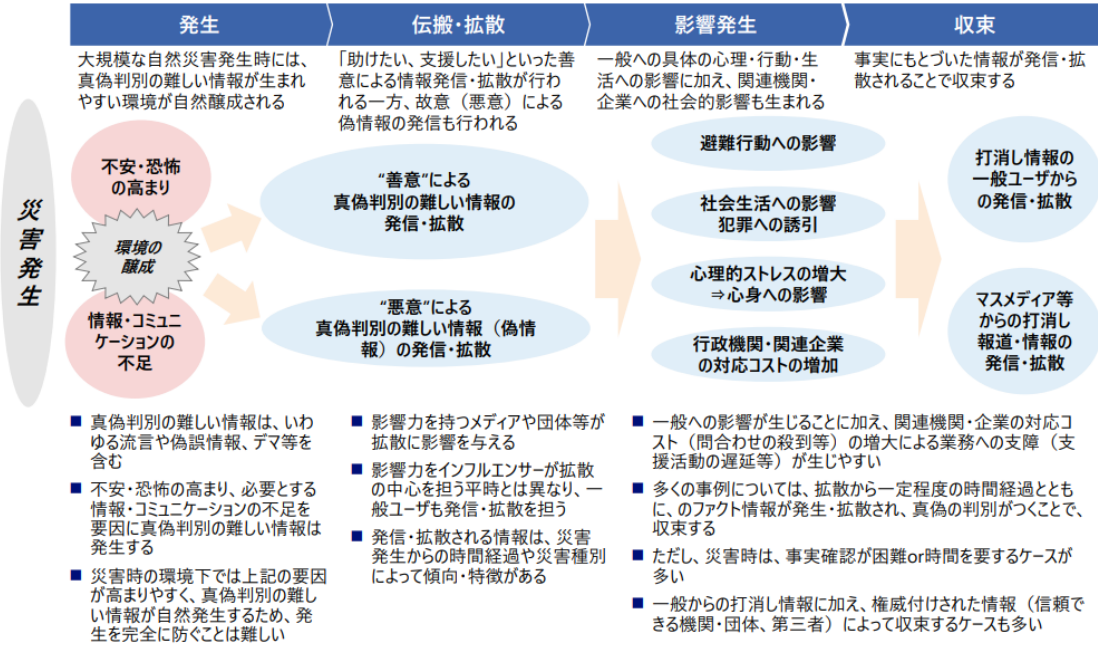 発生
伝搬・拡散
影響発生
収束
大規模な自然災害発生時には、
真偽判別の難しい情報が生まれ
やすい環境が自然醸成される
「助けたい、支援したい」といった善
意による情報発信・拡散が行わ
れる一方、故意（悪意）による
偽情報の発信も行われる
一般への具体の心理・行動・生
活への影響に加え、関連機関・
企業への社会的影響も生まれる
事実にもとづいた情報が発信・拡
散されることで収束する
災害発生
不安・恐怖
の高まり
環境の
醸成
情報・コミュニ
ケーションの
不足
“善意”による
真偽判別の難しい情報の
発信・拡散
“悪意”による
真偽判別の難しい情報（偽情
報）の発信・拡散
避難行動への影響
社会生活への影響
犯罪への誘引
心理的ストレスの増大
⇒心身への影響
行政機関・関連企業
の対応コストの増加
打消し情報の
一般ユーザから
の発信・拡散
マスメディア等
からの打消し
報道・情報の
発信・拡散
■ 真偽判別の難しい情報は、いわ
ゆる流言や偽誤情報、デマ等を
含む
■ 不安・恐怖の高まり、必要とする
情報・コミュニケーションの不足を
要因に真偽判別の難しい情報は
発生する
■ 災害時の環境下では上記の要因
が高まりやすく、真偽判別の難し
い情報が自然発生するため、発
生を完全に防ぐことは難しい
■ 影響力を持つメディアや団体等が
拡散に影響を与える
■ 影響力をインフルエンサーが拡散
の中心を担う平時とは異なり、一
般ユーザも発信・拡散を担う
■ 発信・拡散される情報は、災害
発生からの時間経過や災害種別
によって傾向・特徴がある
■ 一般への影響が生じることに加え、関連機関・企業の対応コ
スト（問合わせの殺到等）の増大による業務への支障（支
援活動の遅延等）が生じやすい
■ 多くの事例については、拡散から一定程度の時間経過ととも
に、のファクト情報が発生・拡散され、真偽の判別がつくことで、
収束する
■ ただし、災害時は、事実確認が困難or時間を要するケースが
多い
■ 一般からの打消し情報に加え、権威付けされた情報（信頼で
きる機関・団体、第三者）によって収束するケースも多い